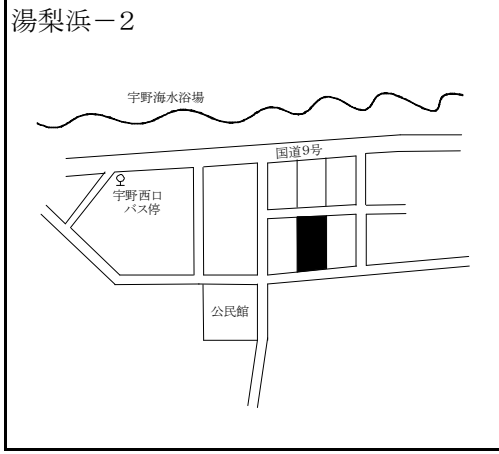 湯梨浜－2
宇野海水浴場
国道9号
宇野西口
バス停
公民館